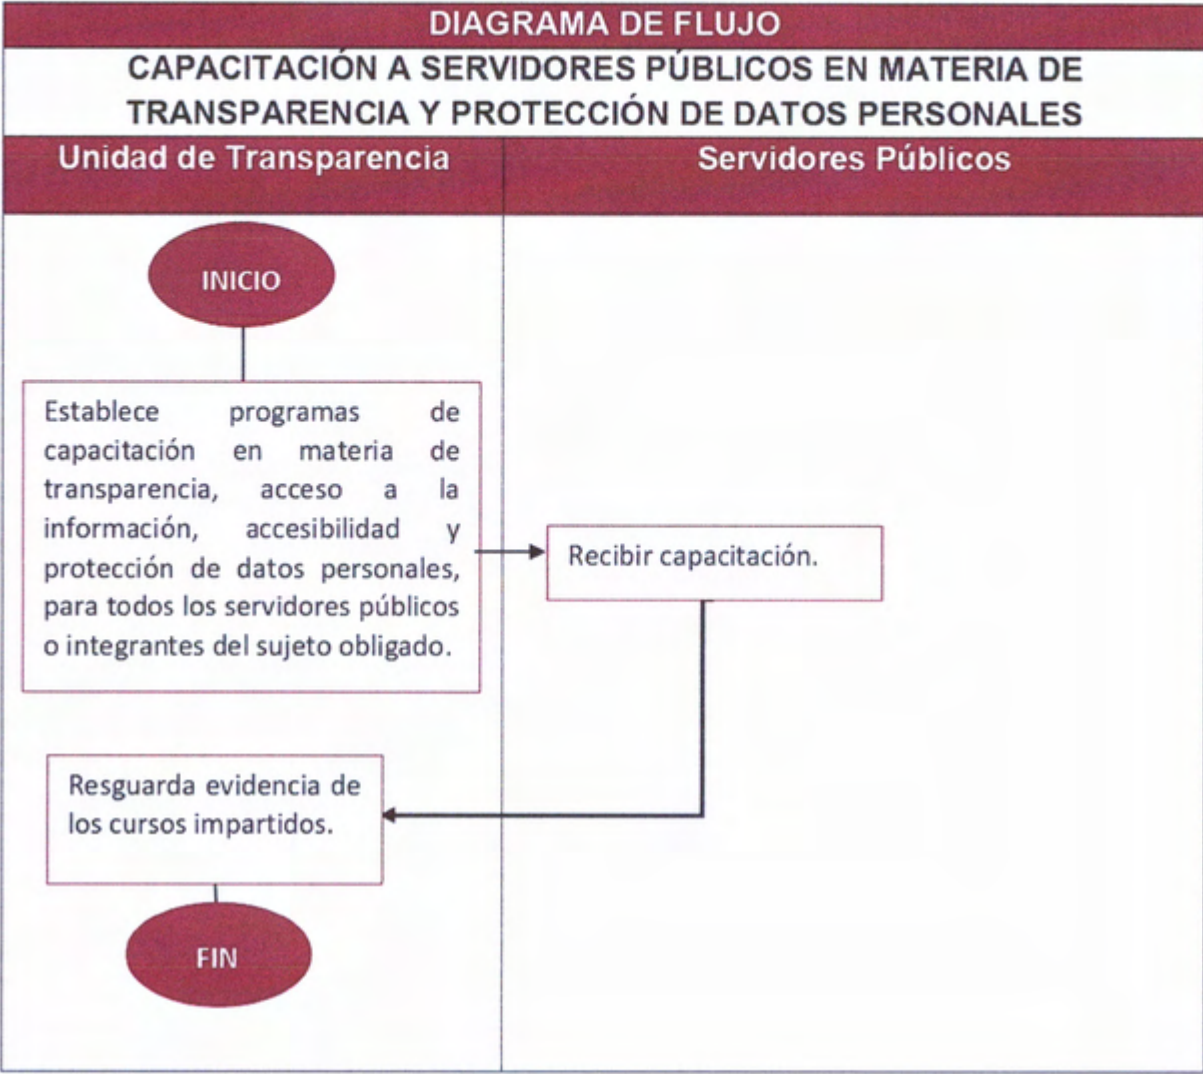 DIAGRAMA DE FLUJO
CAPACITACIÓN A SERVIDORES PÚBLICOS EN MATERIA DE
TRANSPARENCIA Y PROTECCIÓN DE DATOS PERSONALES
Unidad de Transparencia
Servidores Públicos
INICIO
Establece programas de
capacitación en materia de
transparencia, acceso a la
información, accesibilidad y
protección de datos personales,
para todos los servidores públicos
o integrantes del sujeto obligado.
Recibir capacitación.
Resguarda evidencia de
los cursos impartidos.
FIN